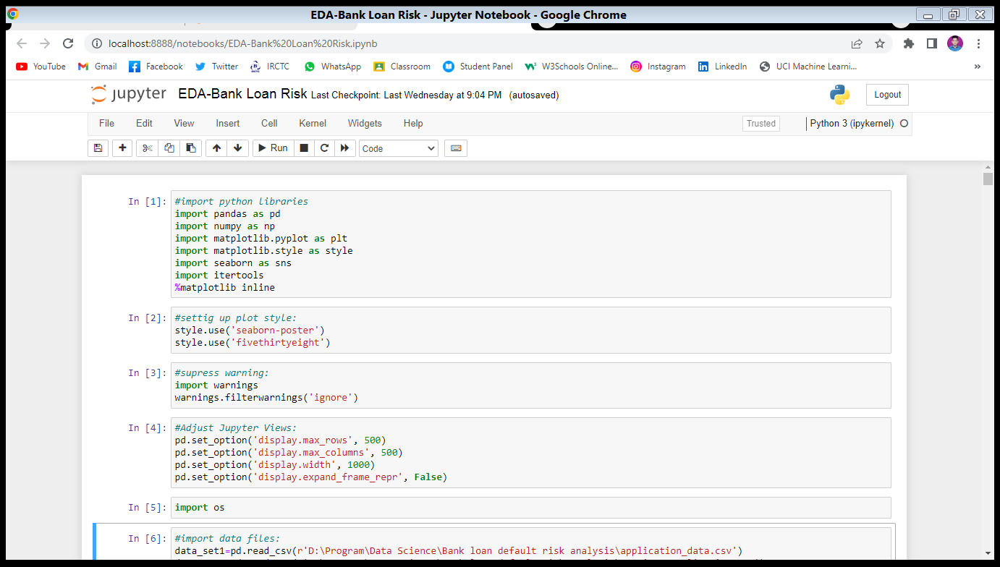 EDA-Bank Loan Risk - Jupyter Notebook - Google Chrome
localhost:8888/notebooks/EDA-Bank%20Loan%20Risk.ipynb
YouTube Gmail Facebook Twitter IRCTC WhatsApp Classroom Student Panel W3Schools Online... Instagram LinkedIn UCI Machine Learni... »
jupyter EDA-Bank Loan Risk Last Checkpoint: Last Wednesday at 9:04 PM (autosaved) Logout
File Edit View Insert Cell Kernel Widgets Help Trusted Python 3 (ipykernel)
Run Code
In [1]: #import python libraries
import pandas as pd
import numpy as np
import matplotlib.pyplot as plt
import matplotlib.style as style
import seaborn as sns
import itertools
%matplotlib inline
In [2]: #settig up plot style:
style.use('seaborn-poster')
style.use('fivethirtyeight')
In [3]: #supress warning:
import warnings
warnings.filterwarnings('ignore')
In [4]: #Adjust Jupyter Views:
pd.set_option('display.max_rows', 500)
pd.set_option('display.max_columns', 500)
pd.set_option('display.width', 1000)
pd.set_option('display.expand_frame_repr', False)
In [5]: import os
In [6]: #import data files:
data_set1=pd.read_csv(r'D:\Program\Data Science\Bank loan default risk analysis\application_data.csv')